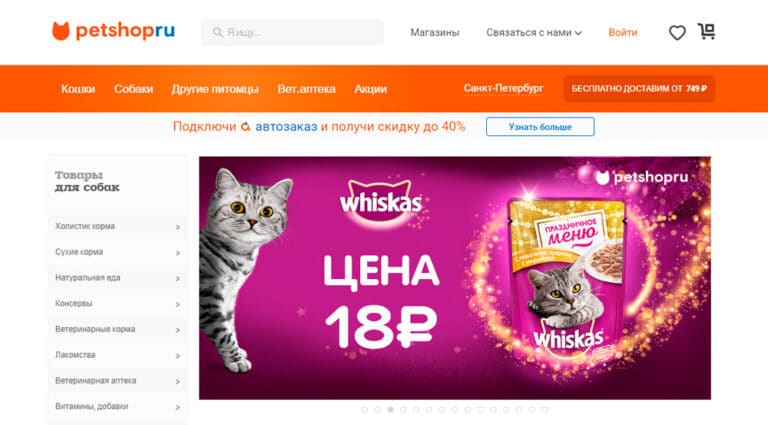 petshopru
Я ищу...
Магазины
Связаться с нами
Войти
Кошки
Собаки
Другие питомцы
Вет.аптека
Акции
Санкт-Петербург
БЕСПЛАТНО ДОСТАВИМ ОТ 749 ₽
Подключи автозаказ и получи скидку до 40%
Узнать больше
Товары
для собак
Холистик корма
Сухие корма
Натуральная еда
Консервы
Ветеринарные корма
Лакомства
Ветеринарная аптека
Витамины, добавки
whiskas
ЦЕНА
18₽
petshopru
ПРАЗДНИЧНОЕ
меню
whiskas